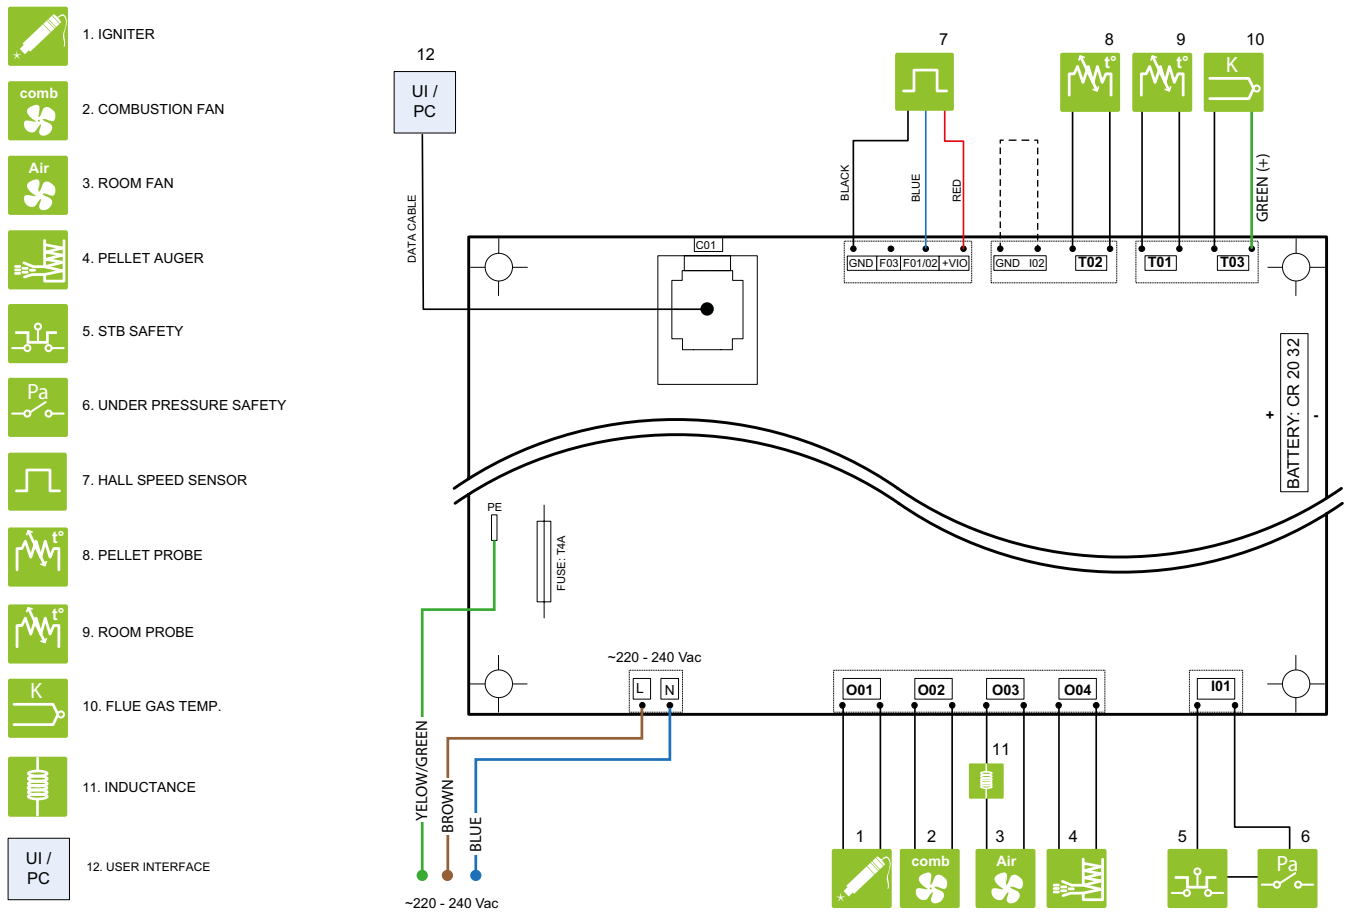 1. IGNITER
comb
2. COMBUSTION FAN
Air
3. ROOM FAN
4. PELLET AUGER
5. STB SAFETY
Pa
6. UNDER PRESSURE SAFETY
7. HALL SPEED SENSOR
t°
8. PELLET PROBE
t°
9. ROOM PROBE
K
10. FLUE GAS TEMP.
11. INDUCTANCE
UI /
PC
12. USER INTERFACE
12
UI /
PC
DATA CABLE
7
8
9
10
t°
t°
K
BLACK
BLUE
RED
GREEN (+)
C01
GND
F03
F01/02
+VIO
GND
I02
T02
T01
T03
BATTERY: CR 20 32
+
-
PE
FUSE: T4A
~220 - 240 Vac
L
N
O01
O02
O03
O04
I01
YELOW/GREEN
BROWN
BLUE
~220 - 240 Vac
11
1
2
3
4
5
6
comb
Air
Pa